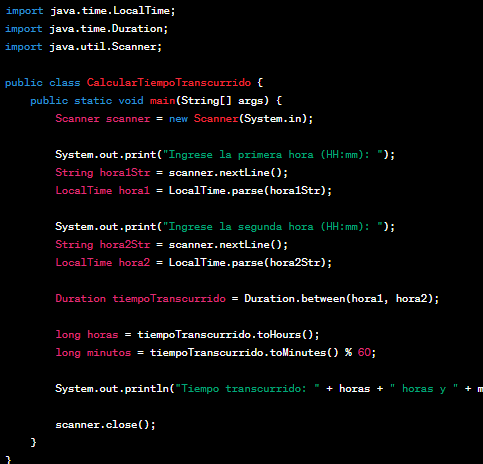 import java.time.LocalTime;
import java.time.Duration;
import java.util.Scanner;
public class CalcularTiempoTranscurrido {
public static void main(String[] args) {
Scanner scanner = new Scanner(System.in);
System.out.print("Ingrese la primera hora (HH:mm): ");
String hora1Str = scanner.nextLine();
LocalTime hora1 = LocalTime.parse(hora1Str);
System.out.print("Ingrese la segunda hora (HH:mm): ");
String hora2Str = scanner.nextLine();
LocalTime hora2 = LocalTime.parse(hora2Str);
Duration tiempoTranscurrido = Duration.between(hora1, hora2);
long horas = tiempoTranscurrido.toHours();
long minutos = tiempoTranscurrido.toMinutes() % 60;
System.out.println("Tiempo transcurrido: " + horas + " horas y " + m
scanner.close();
}
}